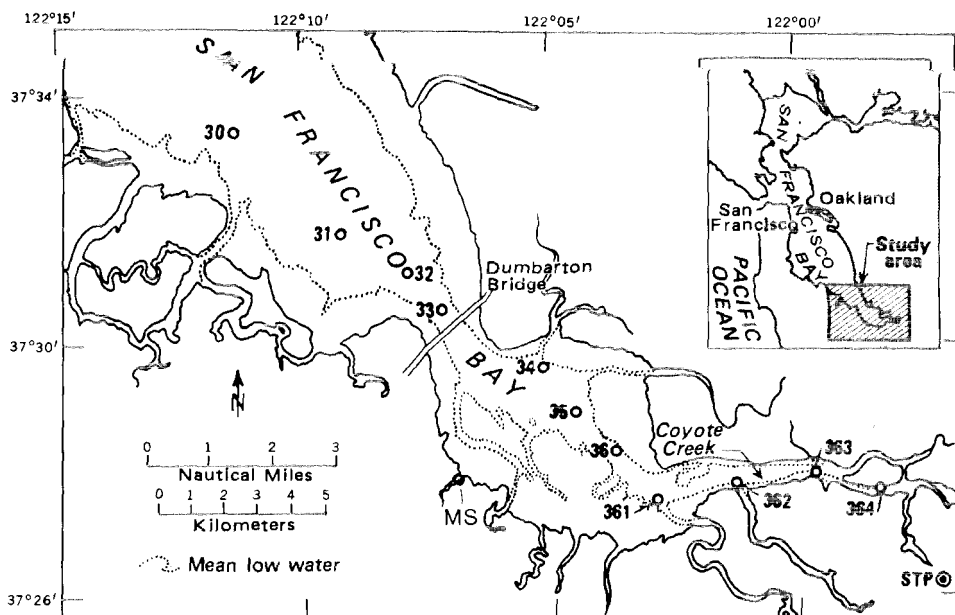 122°15' 122°10' 122°05' 122°00'
37°34'
37°30'
37°26'
SAN FRANCISCO BAY
30
31
32
33
Dumbarton
Bridge
34
35
36
361
362
363
364
Coyote
Creek
MS
STP
N
0 1 2 3
Nautical Miles
0 1 2 3 4 5
Kilometers
Mean low water
SAN FRANCISCO BAY
Oakland
San
Francisco
Study
area
PACIFIC
OCEAN